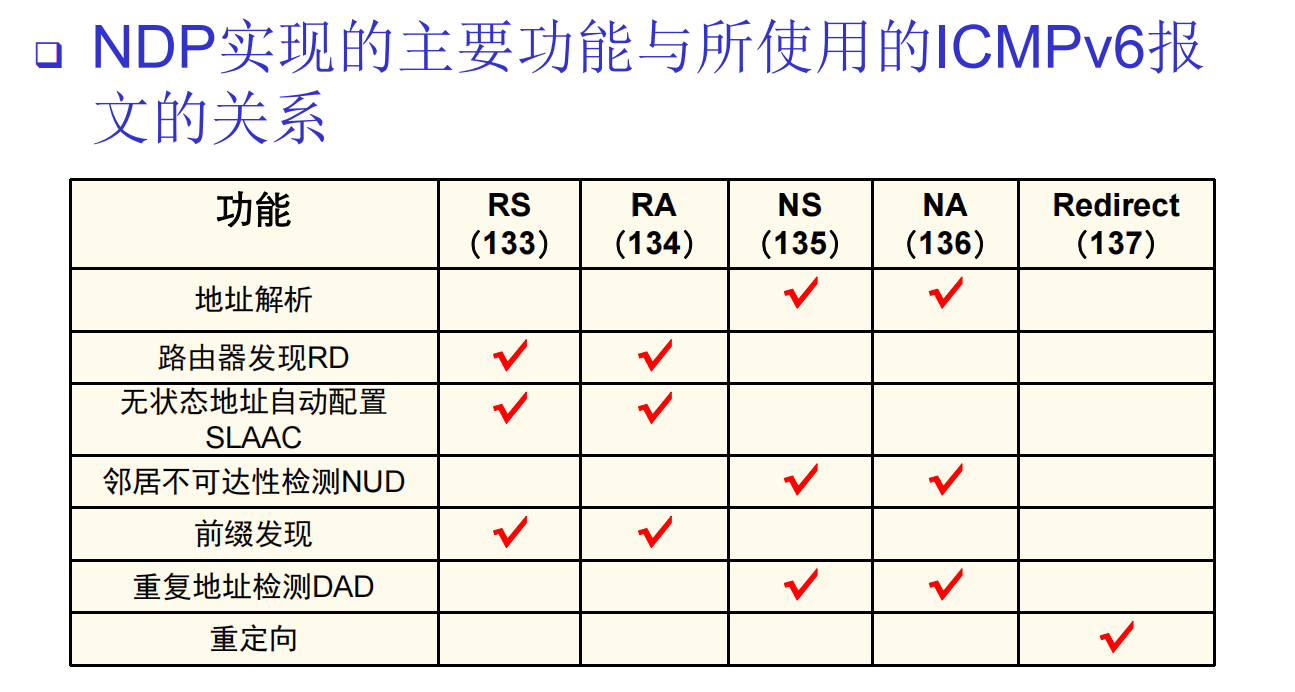 ❑ NDP实现的主要功能与所使用的ICMPv6报
文的关系
功能 RS RA NS NA Redirect
(133) (134) (135) (136) (137)
地址解析 ✓ ✓
路由器发现RD ✓ ✓
无状态地址自动配置 ✓ ✓
SLAAC
邻居不可达性检测NUD ✓ ✓
前缀发现 ✓ ✓
重复地址检测DAD ✓ ✓
重定向 ✓